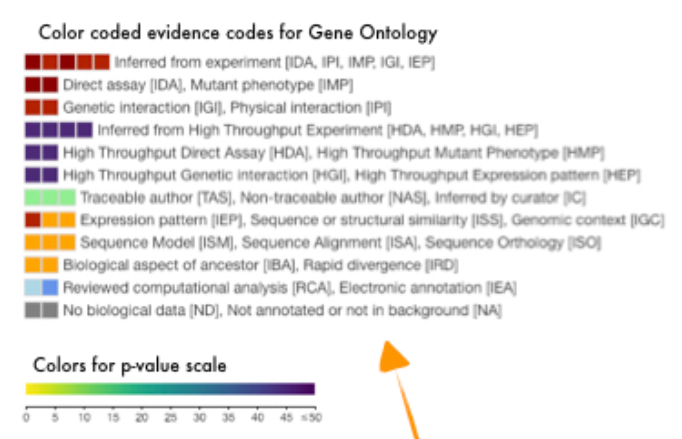 Color coded evidence codes for Gene Ontology
Inferred from experiment [IDA, IPI, IMP, IGI, IEP]
Direct assay [IDA], Mutant phenotype [IMP]
Genetic interaction [IGI], Physical interaction [IPI]
Inferred from High Throughput Experiment [HDA, HMP, HGI, HEP]
High Throughput Direct Assay [HDA], High Throughput Mutant Phenotype [HMP]
High Throughput Genetic interaction [HGI], High Throughput Expression pattern [HEP]
Traceable author [TAS], Non-traceable author [NAS], Inferred by curator [IC]
Expression pattern [IEP], Sequence or structural similarity [ISS], Genomic context [IGC]
Sequence Model [ISM], Sequence Alignment [ISA], Sequence Orthology [ISO]
Biological aspect of ancestor [IBA], Rapid divergence [IRD]
Reviewed computational analysis [RCA], Electronic annotation [IEA]
No biological data [ND], Not annotated or not in background [NA]
Colors for p-value scale
0 5 10 15 20 25 30 35 40 45 ≤50